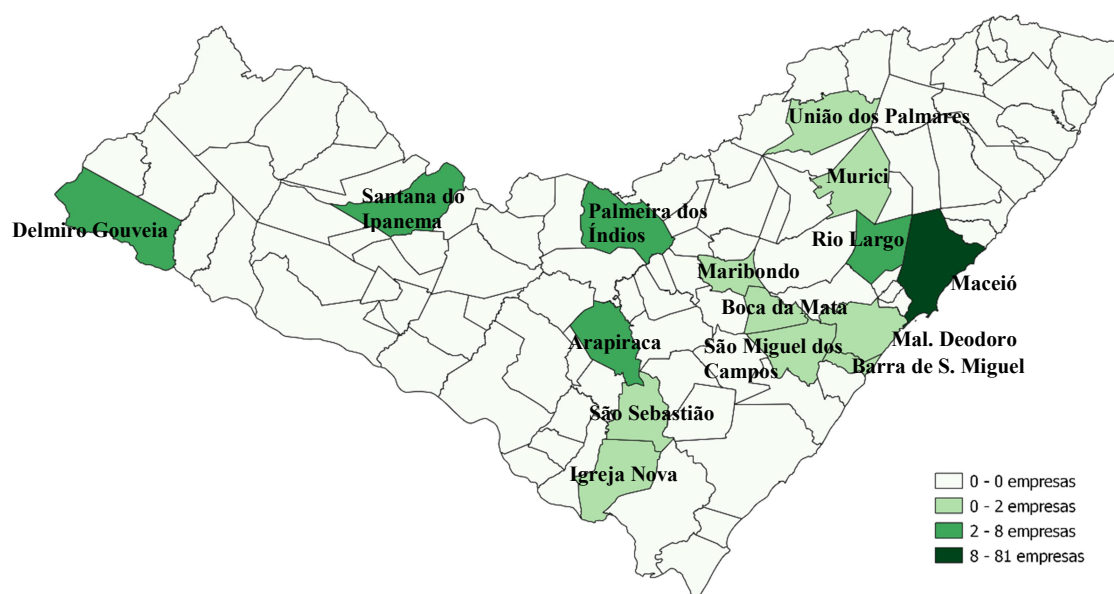 União dos Palmares
Murici
Santana do
Ipanema
Palmeira dos
Índios
Delmiro Gouveia
Rio Largo
Maribondo
Maceió
Boca da Mata
Arapiraca
São Miguel dos
Campos
Mal. Deodoro
Barra de S. Miguel
São Sebastião
Igreja Nova
0 - 0 empresas
0 - 2 empresas
2 - 8 empresas
8 - 81 empresas